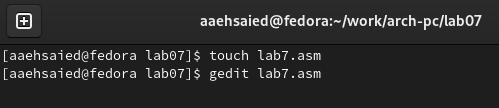 aaehsaied@fedora:~/work/arch-pc/lab07
[aaehsaied@fedora lab07]$ touch lab7.asm
[aaehsaied@fedora lab07]$ gedit lab7.asm